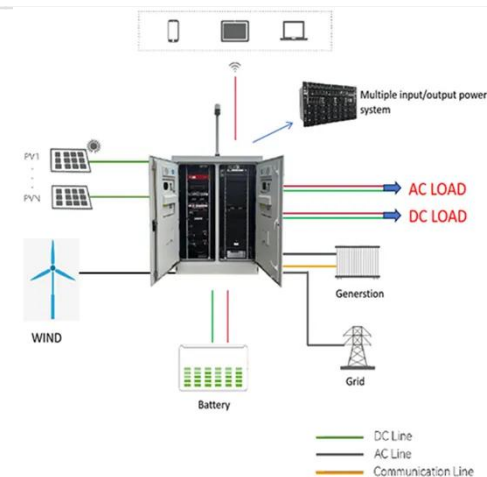 Multiple input/output power
system
PV1
PVN
AC LOAD
DC LOAD
WIND
Generstion
Grid
Battery
DC Line
AC Line
Communication Line